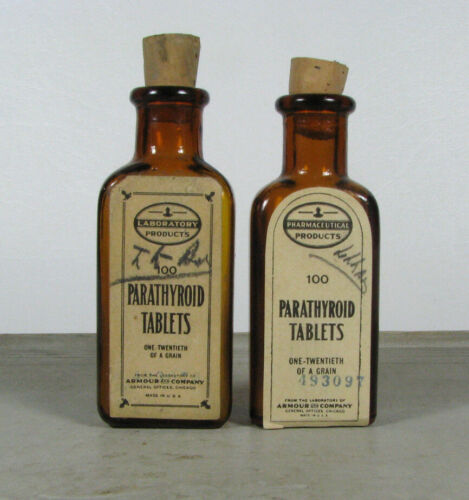 LABORATORY
PRODUCTS
100
PARATHYROID
TABLETS
ONE-TWENTIETH
OF A GRAIN
FROM THE LABORATORY OF
ARMOUR AND COMPANY
GENERAL OFFICES, CHICAGO
MADE IN U.S.A.
PHARMACEUTICAL
PRODUCTS
100
PARATHYROID
TABLETS
ONE-TWENTIETH
OF A GRAIN
493097
FROM THE LABORATORIES OF
ARMOUR AND COMPANY
GENERAL OFFICES, CHICAGO
MADE IN U.S.A.